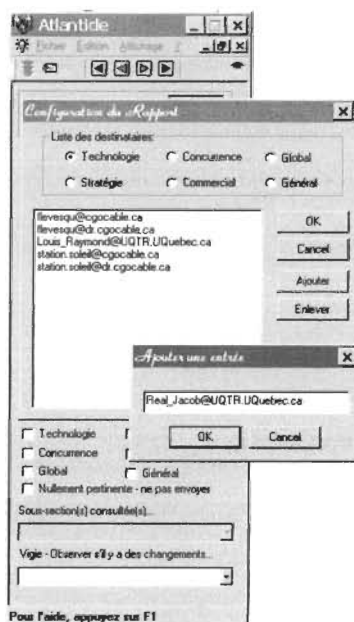 Atlantide
Fichier Edition Affichage ?
Configuration du Rapport
Liste des destinataires:
Technologie Concurrence Global
Stratégie Commercial Général
flevesqu@cgocable.ca
flevesqu@dr.cgocable.ca
Louis_Raymond@UQTR.UQuebec.ca
station.soleil@cgocable.ca
station.soleil@dr.cgocable.ca
OK
Cancel
Ajouter
Enlever
Ajouter une entrée
Real_Jacob@UQTR.UQuebec.ca
OK Cancel
Technologie
Concurrence
Global Général
Nullement pertinente - ne pas envoyer
Sous-section(s) consultée(s)...
Vigie - Observer s'il y a des changements...
Pour l'aide, appuyez sur F1